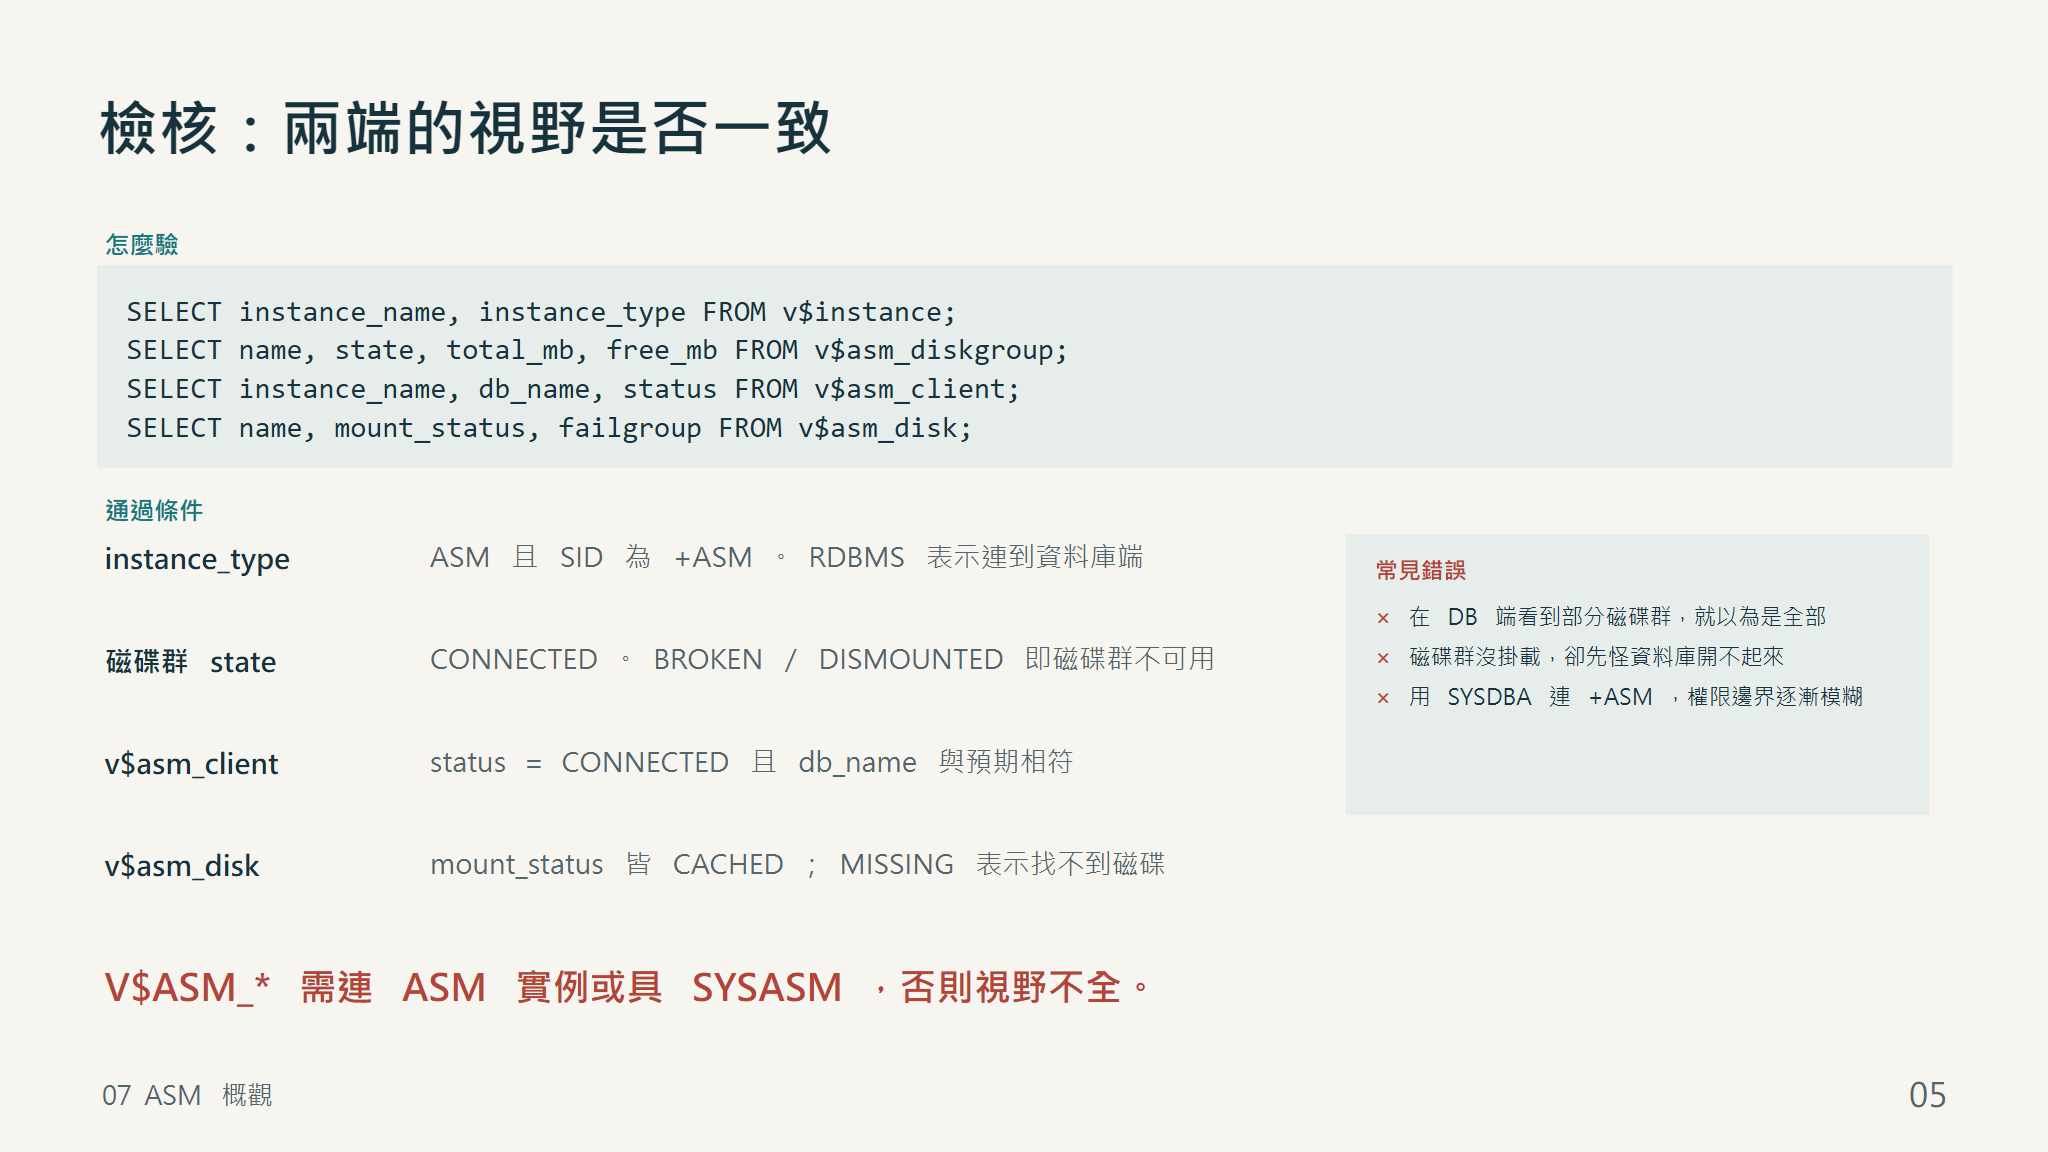 檢核：兩端的視野是否一致
怎麼驗
SELECT instance_name, instance_type FROM v$instance;
SELECT name, state, total_mb, free_mb FROM v$asm_diskgroup;
SELECT instance_name, db_name, status FROM v$asm_client;
SELECT name, mount_status, failgroup FROM v$asm_disk;
通過條件
instance_type ASM 且 SID 為 +ASM 。 RDBMS 表示連到資料庫端
磁碟群 state CONNECTED 。 BROKEN / DISMOUNTED 即磁碟群不可用
v$asm_client status = CONNECTED 且 db_name 與預期相符
v$asm_disk mount_status 皆 CACHED ； MISSING 表示找不到磁碟
常見錯誤
× 在 DB 端看到部分磁碟群，就以為是全部
× 磁碟群沒掛載，卻先怪資料庫開不起來
× 用 SYSDBA 連 +ASM ，權限邊界逐漸模糊
V$ASM_* 需連 ASM 實例或具 SYSASM ，否則視野不全。
07 ASM 概觀
05